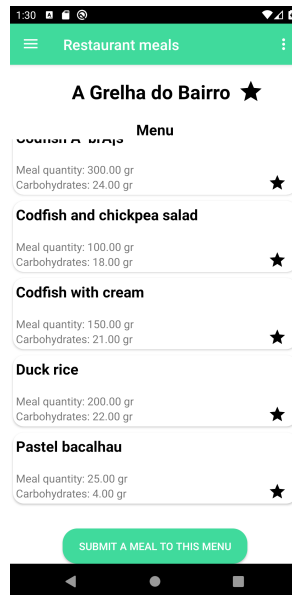 1:30
Restaurant meals
A Grelha do Bairro
Menu
Codfish A
Meal quantity: 300.00 gr
Carbohydrates: 24.00 gr
Codfish and chickpea salad
Meal quantity: 100.00 gr
Carbohydrates: 18.00 gr
Codfish with cream
Meal quantity: 150.00 gr
Carbohydrates: 21.00 gr
Duck rice
Meal quantity: 200.00 gr
Carbohydrates: 22.00 gr
Pastel bacalhau
Meal quantity: 25.00 gr
Carbohydrates: 4.00 gr
SUBMIT A MEAL TO THIS MENU